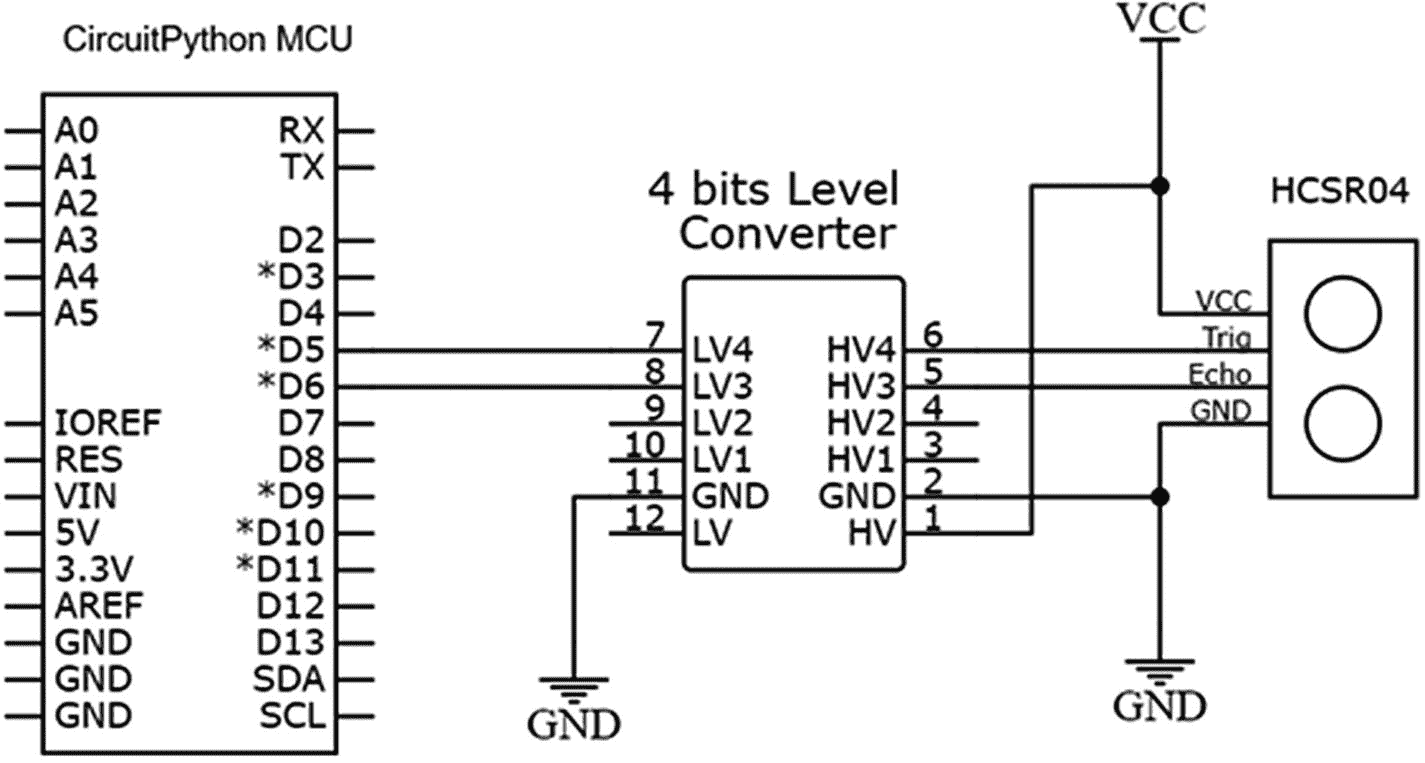 CircuitPython MCU
A0 RX
A1 TX
A2
A3 D2
A4 *D3
A5 D4
*D5
*D6
IOREF D7
RES D8
VIN *D9
5V *D10
3.3V *D11
AREF D12
GND D13
GND SDA
GND SCL
4 bits Level
Converter
7 LV4 HV4 6
8 LV3 HV3 5
9 LV2 HV2 4
10 LV1 HV1 3
11 GND GND 2
12 LV HV 1
GND
VCC
HCSR04
VCC
Trig
Echo
GND
GND